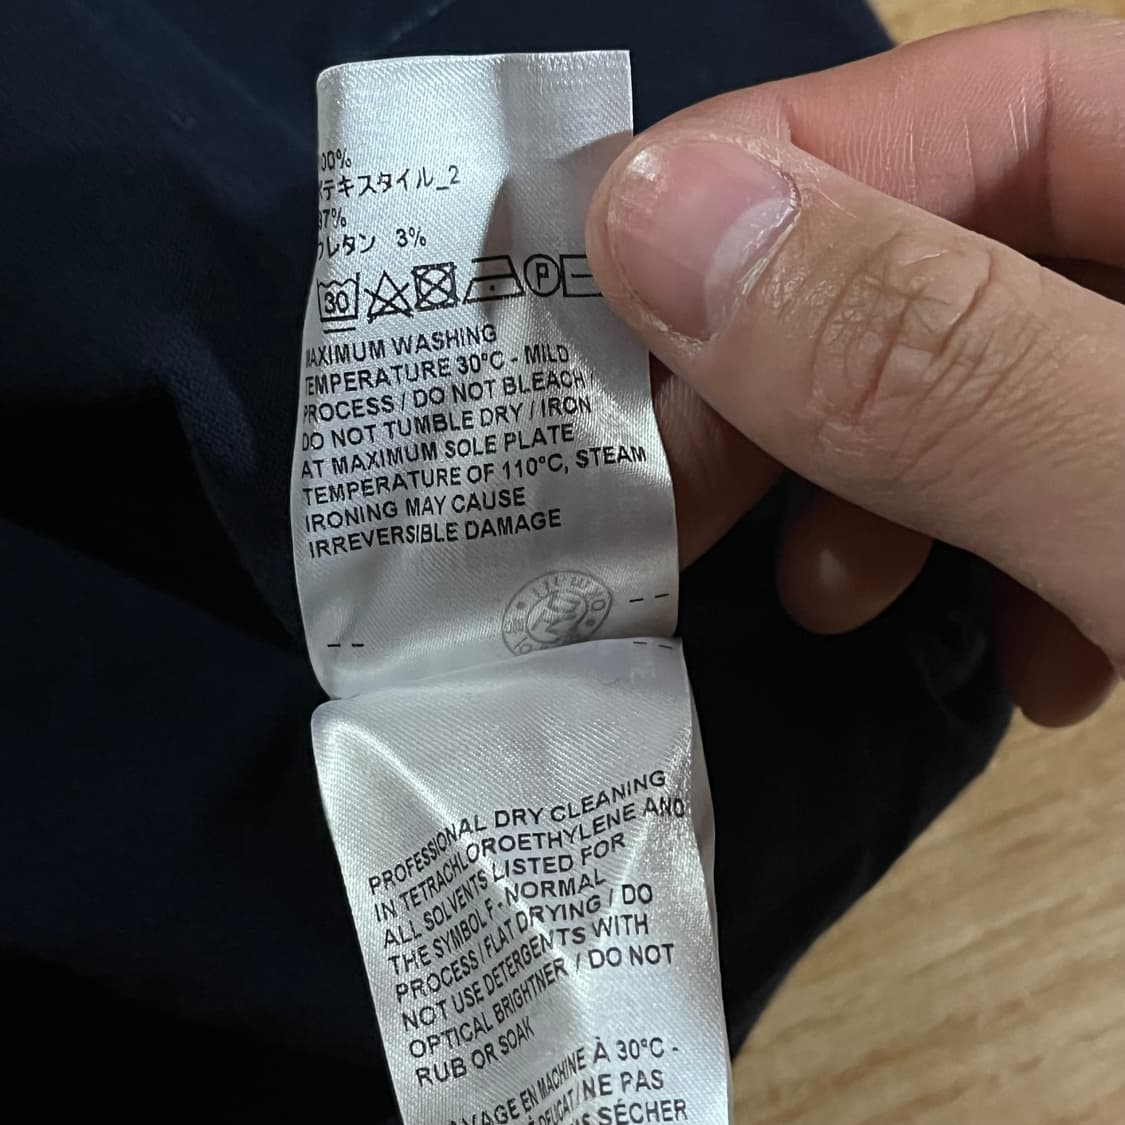 00%
テキスタイル_2
97%
ウレタン 3%
30 P
MAXIMUM WASHING
TEMPERATURE 30°C - MILD
PROCESS / DO NOT BLEACH /
DO NOT TUMBLE DRY / IRON
AT MAXIMUM SOLE PLATE
TEMPERATURE OF 110°C, STEAM
IRONING MAY CAUSE
IRREVERSIBLE DAMAGE
PROFESSIONAL DRY CLEANING
IN TETRACHLOROETHYLENE AND
ALL SOLVENTS LISTED FOR
THE SYMBOL F - NORMAL
PROCESS / FLAT DRYING / DO
NOT USE DETERGENTS WITH
OPTICAL BRIGHTNER / DO NOT
RUB OR SOAK
LAVAGE EN MACHINE À 30°C -
DÉLICAT / NE PAS
SÉCHER